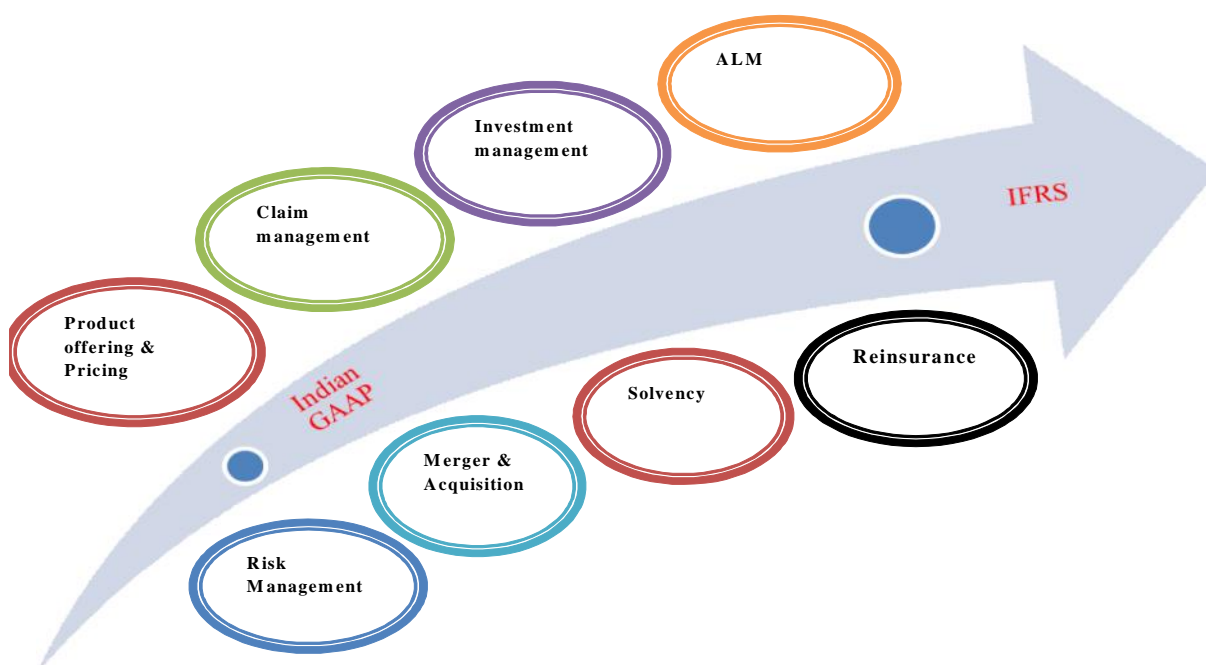 ALM
Investment
management
Claim
management
Product
offering &
Pricing
IFRS
Indian
GAAP
Reinsurance
Solvency
Merger &
Acquisition
Risk
Management